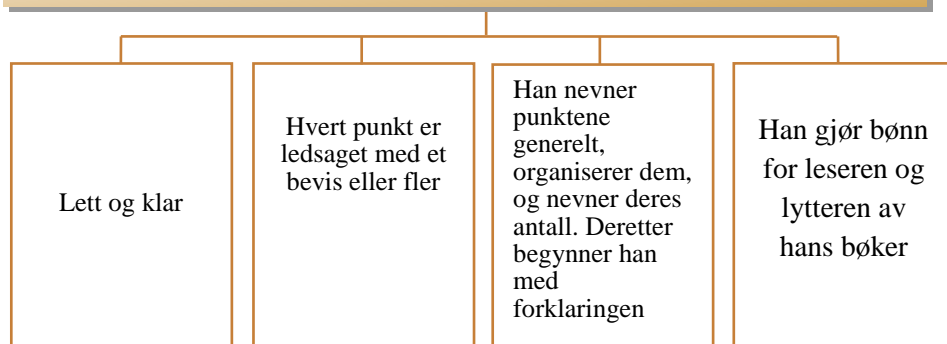 Lett og klar
Hvert punkt er
ledsaget med et
bevis eller fler
Han nevner
punktene
generelt,
organiserer dem,
og nevner deres
antall. Deretter
begynner han
med
forklaringen
Han gjør bønn
for leseren og
lytteren av
hans bøker